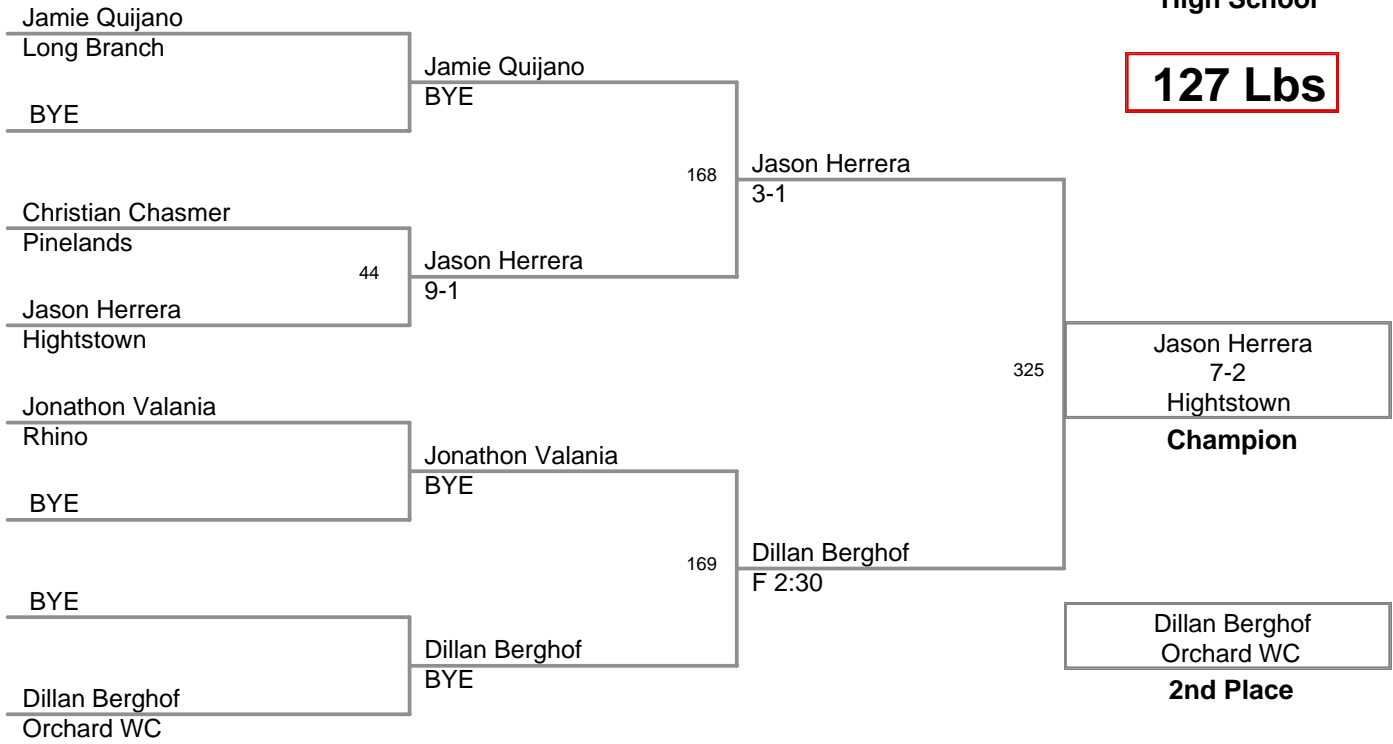 High School
127 Lbs
Jamie Quijano
Long Branch
BYE
Christian Chasmer
Pinelands
44
Jason Herrera
Hightstown
Jonathon Valania
Rhino
BYE
BYE
Dillan Berghof
Orchard WC
Jamie Quijano
BYE
168
Jason Herrera
9-1
Jonathon Valania
BYE
169
Dillan Berghof
BYE
Jason Herrera
3-1
325
Dillan Berghof
F 2:30
Jason Herrera
7-2
Hightstown
Champion
Dillan Berghof
Orchard WC
2nd Place